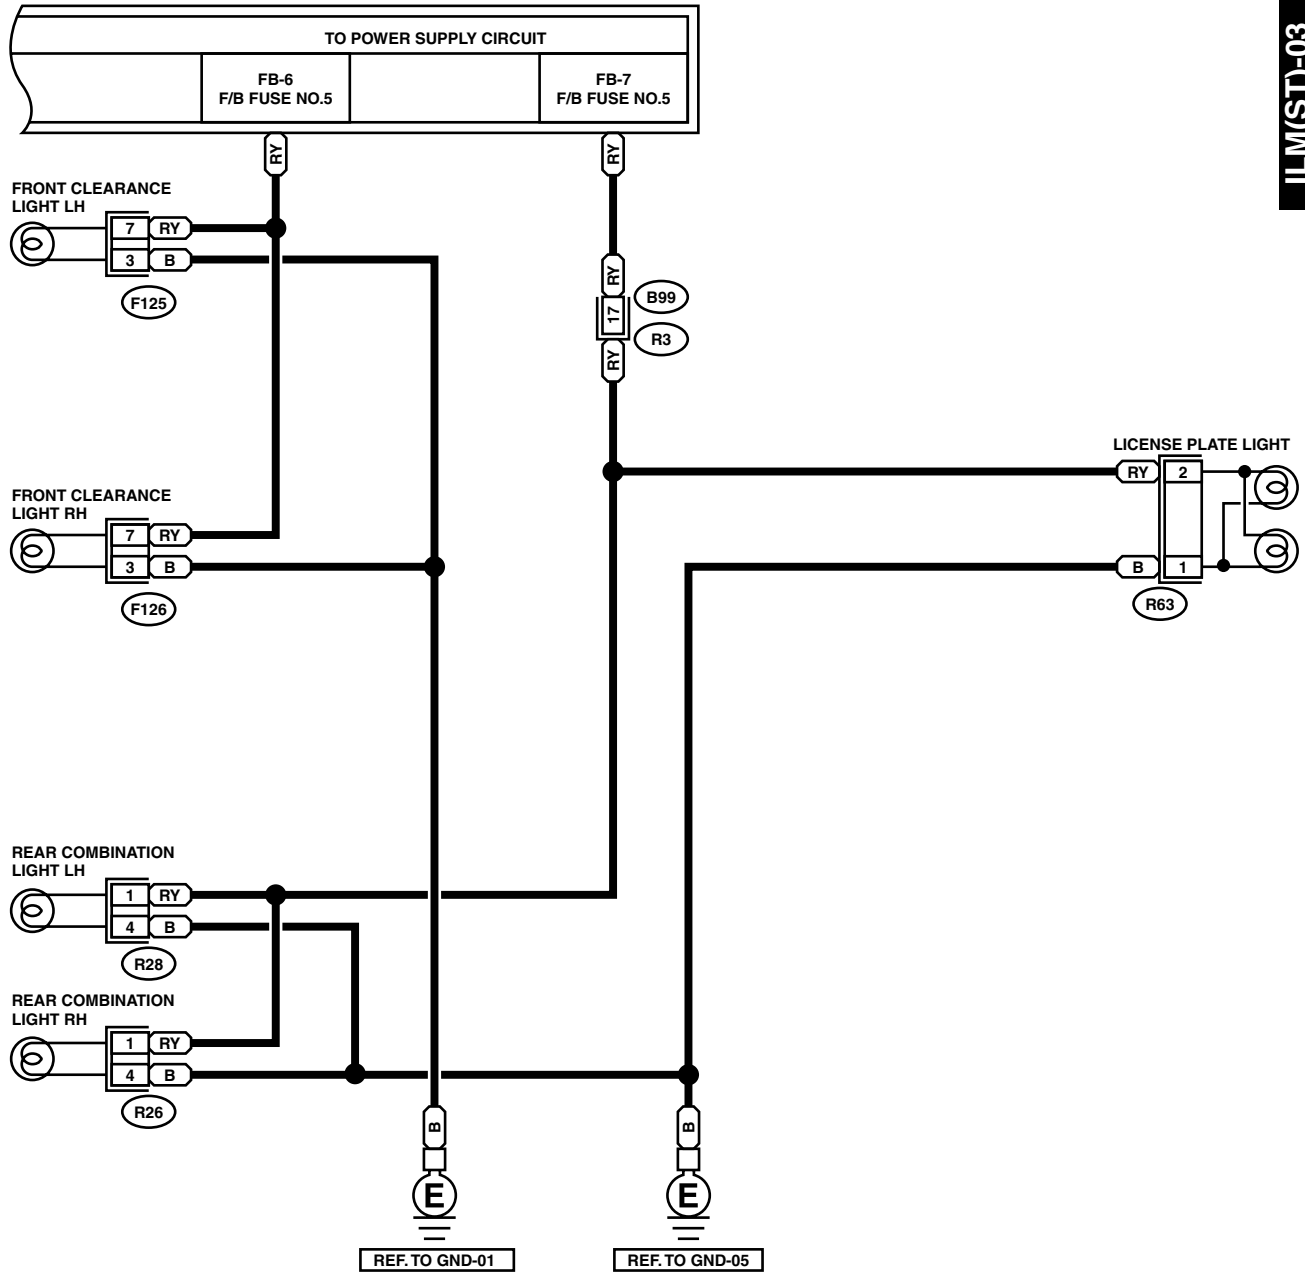 ILM(ST)-03
TO POWER SUPPLY CIRCUIT
FB-6
F/B FUSE NO.5
FB-7
F/B FUSE NO.5
RY
RY
FRONT CLEARANCE
LIGHT LH
7 RY
3 B
F125
RY
17
RY
B99
R3
LICENSE PLATE LIGHT
RY 2
B 1
R63
FRONT CLEARANCE
LIGHT RH
7 RY
3 B
F126
REAR COMBINATION
LIGHT LH
1 RY
4 B
R28
REAR COMBINATION
LIGHT RH
1 RY
4 B
R26
B
B
E
E
REF. TO GND-01
REF. TO GND-05